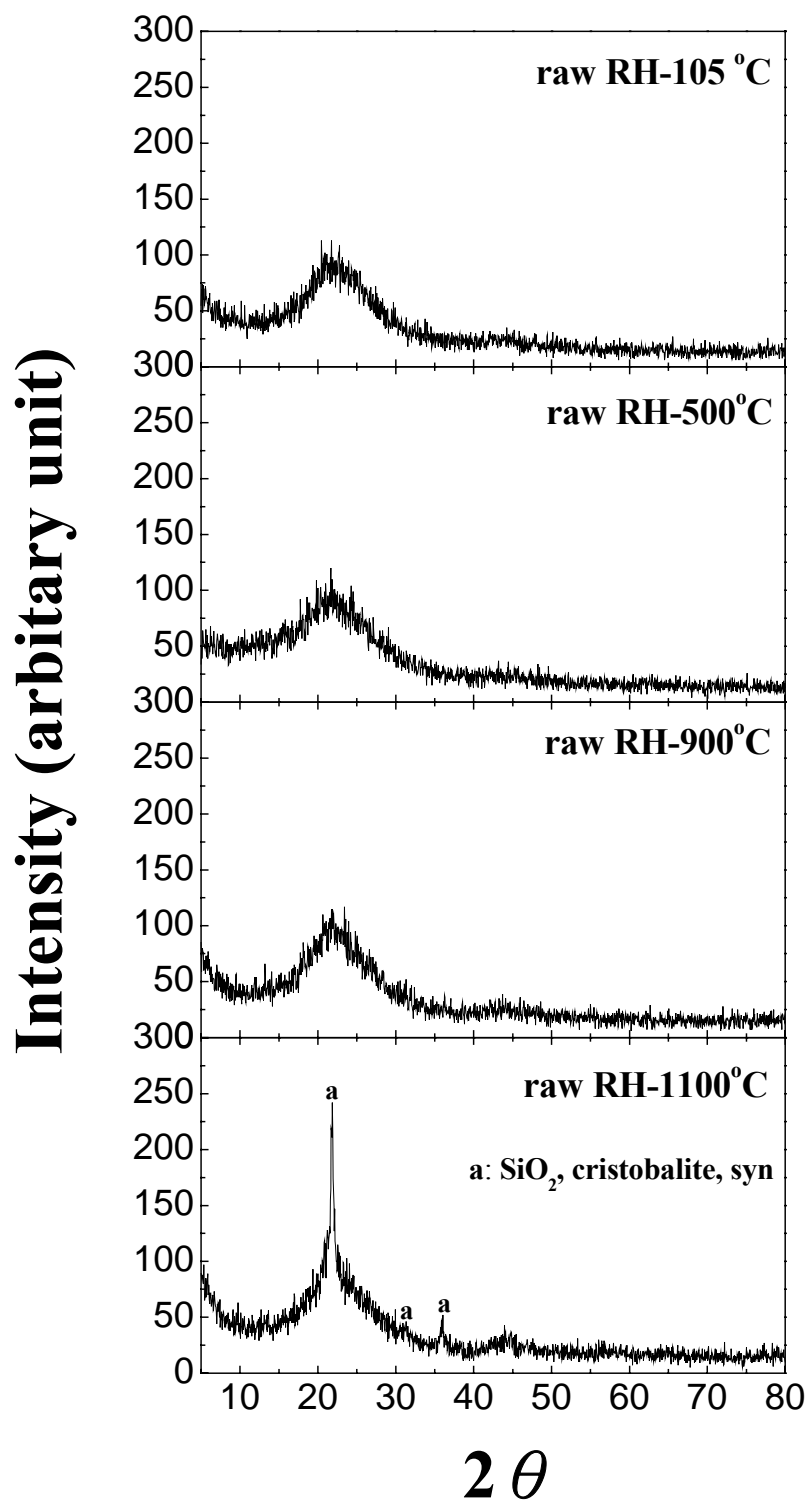 Intensity (arbitary unit)
300
250
200
150
100
50
raw RH-105 °C
300
250
200
150
100
50
raw RH-500°C
300
250
200
150
100
50
raw RH-900°C
300
250
200
150
100
50
0
raw RH-1100°C
a
a: SiO₂, cristobalite, syn
a a
10 20 30 40 50 60 70 80
2 θ